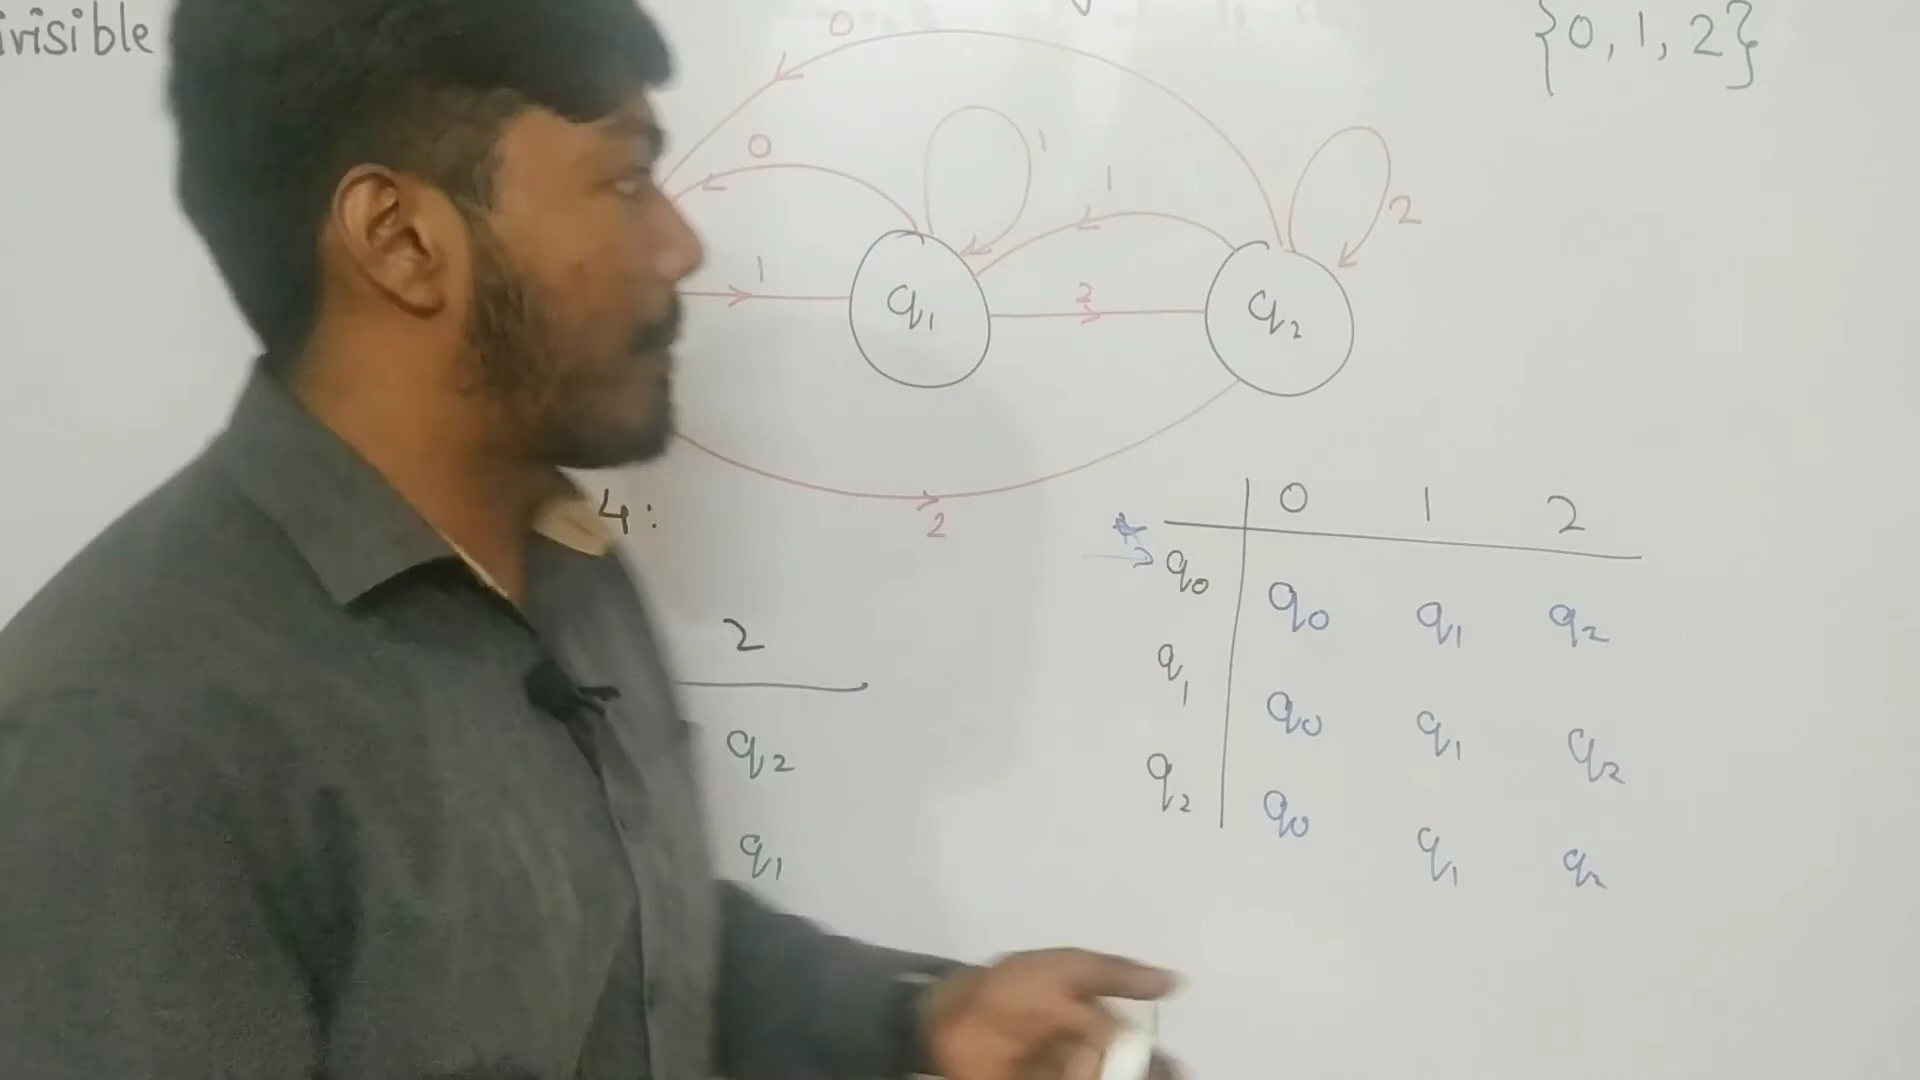 ivisible
{0, 1, 2}
0
0
1
1
2
1
2
q1
q2
2
4:
2
q2
q1
0 1 2
* → q0 q0 q1 q2
q1 q0 q1 q2
q2 q0 q1 q2